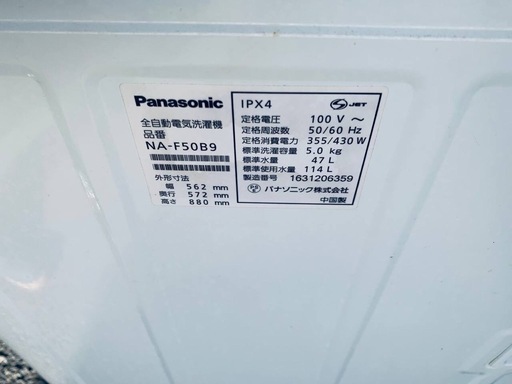 Panasonic
全自動電気洗濯機
品番
NA-F50B9
外形寸法
幅 562 mm
奥行 572 mm
高さ 880 mm
IPX4
JET
定格電圧 100 V ～
定格周波数 50/60 Hz
定格消費電力 355/430 W
標準洗濯容量 5.0 kg
標準水量 47 L
標準使用水量 114 L
製造番号 1631206359
パナソニック株式会社
中国製